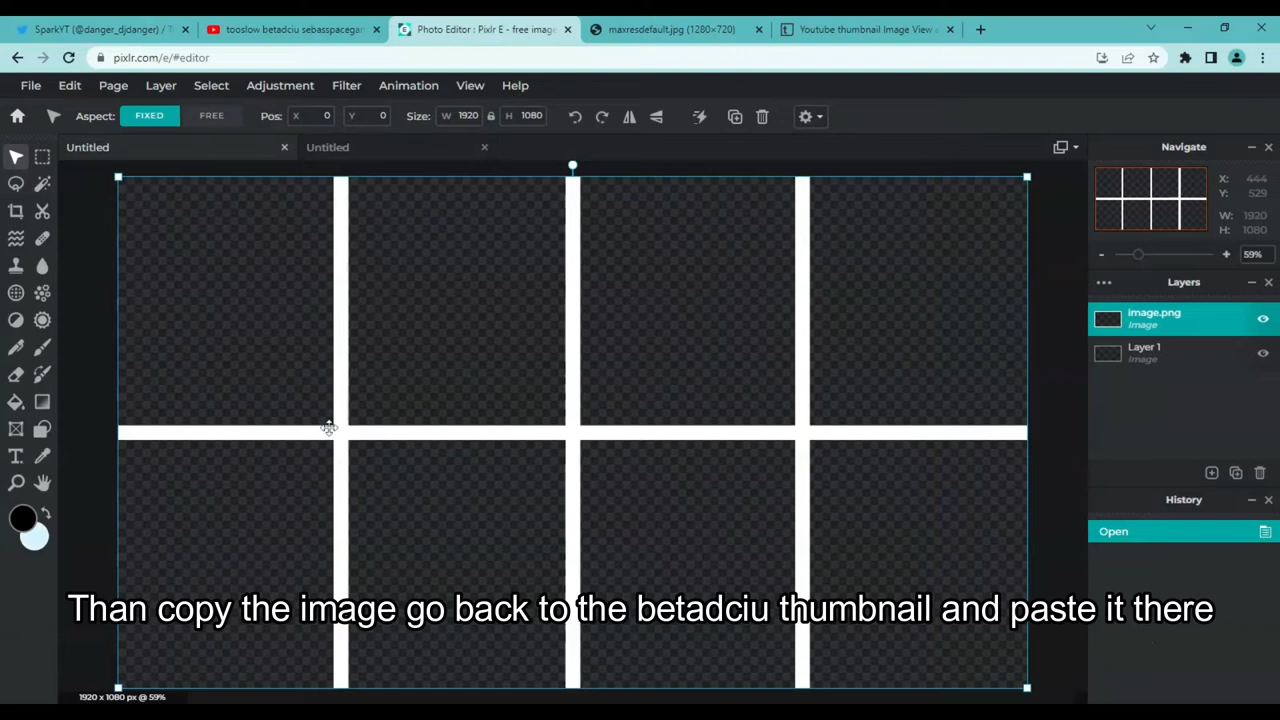 SparkYT (@danger_djdanger) / T
tooslow betadciu sebasspacegar
Photo Editor : Pixlr E - free image
maxresdefault.jpg (1280×720)
Youtube thumbnail Image View a
pixlr.com/e/#editor
File Edit Page Layer Select Adjustment Filter Animation View Help
Aspect: FIXED FREE Pos: X 0 Y 0 Size: W 1920 H 1080
Untitled
Untitled
Navigate
X: 444
Y: 529
W: 1920
H: 1080
59%
Layers
image.png
Image
Layer 1
Image
History
Open
Than copy the image go back to the betadciu thumbnail and paste it there
1920 x 1080 px @ 59%